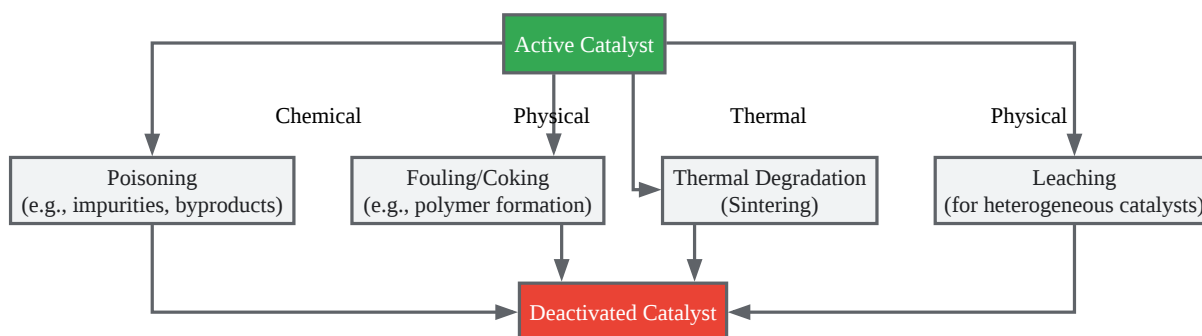 Active Catalyst
Chemical
Physical
Thermal
Physical
Poisoning
(e.g., impurities, byproducts)
Fouling/Coking
(e.g., polymer formation)
Thermal Degradation
(Sintering)
Leaching
(for heterogeneous catalysts)
Deactivated Catalyst